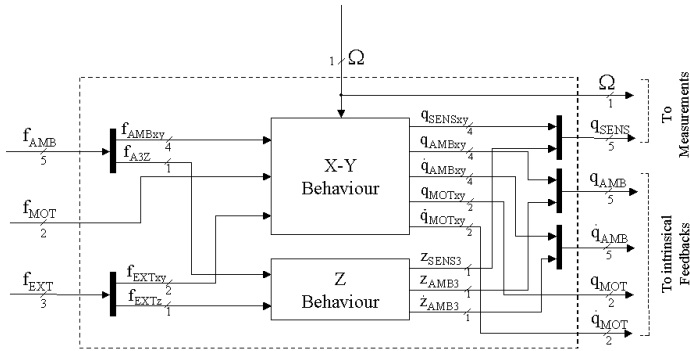 1 Ω
Ω
1
f_AMB
5
f_AMBxy
4
f_A3Z
1
f_MOT
2
f_EXT
3
f_EXTxy
2
f_EXTz
1
X-Y
Behaviour
Z
Behaviour
q_SENSxy
4
q_AMBxy
4
q̇_AMBxy
4
q_MOTxy
2
q̇_MOTxy
2
z_SENS3
1
z_AMB3
1
ż_AMB3
1
q_SENS
5
q_AMB
5
q̇_AMB
5
q_MOT
2
q̇_MOT
2
To
Measurements
To intrinsical
Feedbacks